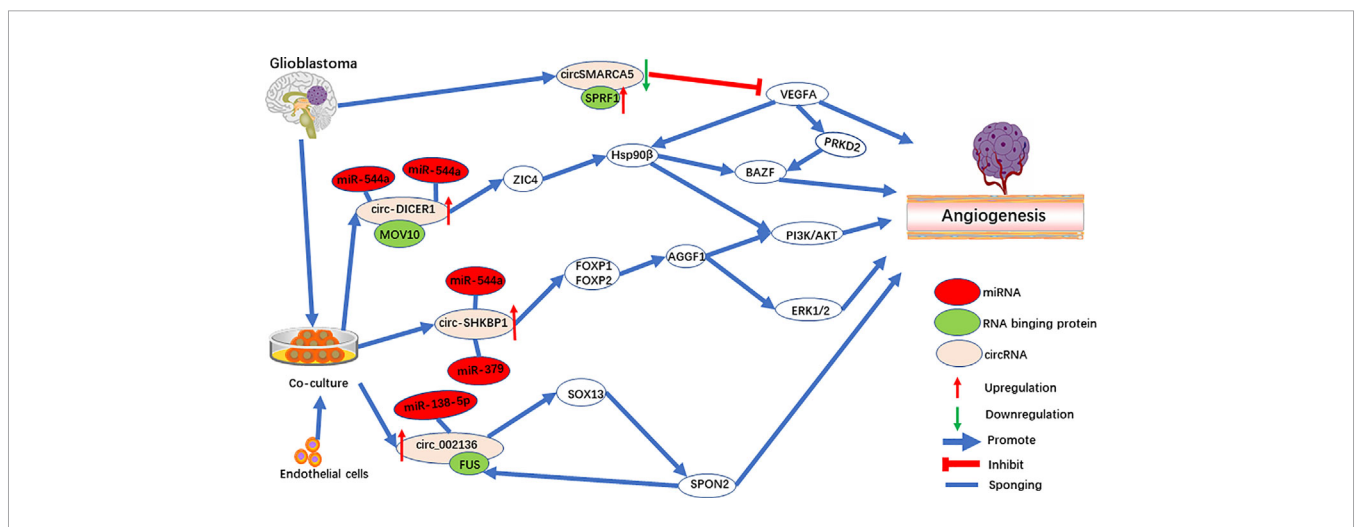 Glioblastoma
circSMARCA5
SPRF1
VEGFA
PRKD2
Hsp90β
BAZF
miR-544a
miR-544a
ZIC4
circ-DICER1
MOV10
PI3K/AKT
Angiogenesis
AGGF1
FOXP1
FOXP2
miR-544a
circ-SHKBP1
miR-379
ERK1/2
Co-culture
miR-138-5p
SOX13
circ_002136
FUS
Endothelial cells
SPON2
miRNA
RNA binging protein
circRNA
Upregulation
Downregulation
Promote
Inhibit
Sponging